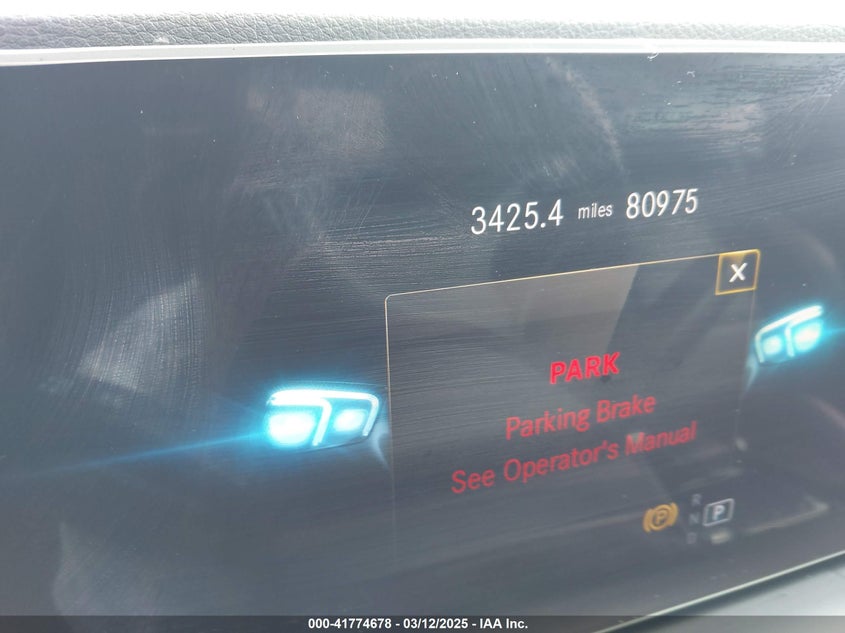 3425.4 miles 80975
X
PARK
Parking Brake
See Operator's Manual
R
P N P
D
000-41774678 - 03/12/2025 - IAA Inc.